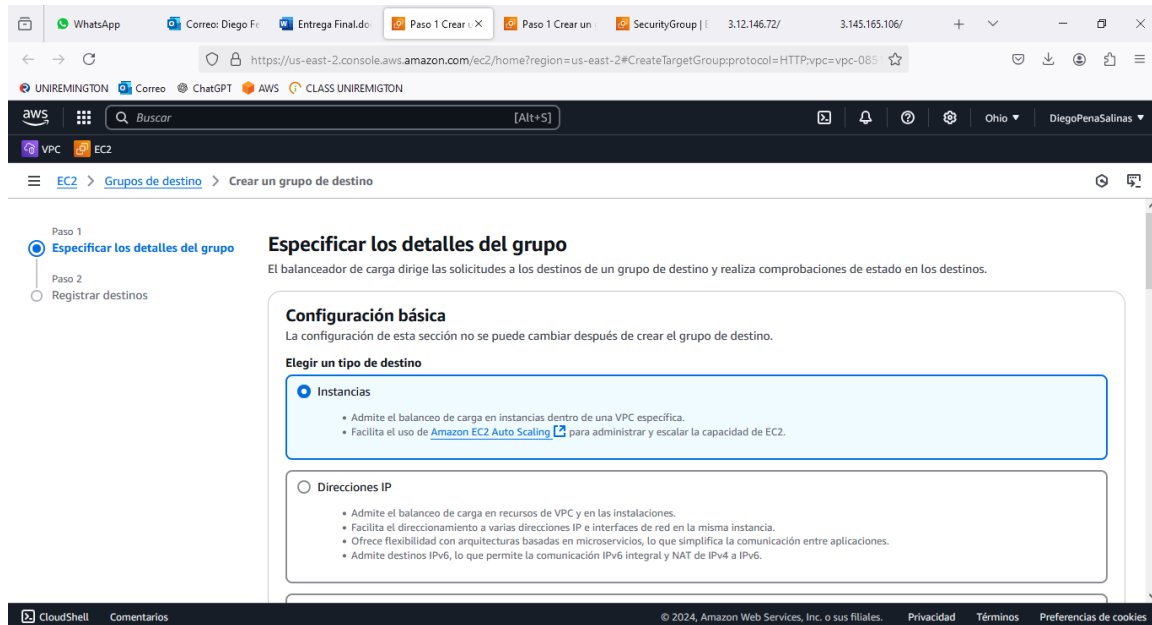 WhatsApp
Correo: Diego Fe
Entrega Final.do
Paso 1 Crear u
Paso 1 Crear un
SecurityGroup | E
3.12.146.72/
3.145.165.106/
https://us-east-2.console.aws.amazon.com/ec2/home?region=us-east-2#CreateTargetGroup:protocol=HTTP;vpc=vpc-085
UNIREMINGTON
Correo
ChatGPT
AWS
CLASS UNIREMIGTON
aws
Buscar
[Alt+S]
Ohio
DiegoPenaSalinas
VPC
EC2
EC2 > Grupos de destino > Crear un grupo de destino
Paso 1
Especificar los detalles del grupo
Paso 2
Registrar destinos
Especificar los detalles del grupo
El balanceador de carga dirige las solicitudes a los destinos de un grupo de destino y realiza comprobaciones de estado en los destinos.
Configuración básica
La configuración de esta sección no se puede cambiar después de crear el grupo de destino.
Elegir un tipo de destino
Instancias
• Admite el balanceo de carga en instancias dentro de una VPC específica.
• Facilita el uso de Amazon EC2 Auto Scaling para administrar y escalar la capacidad de EC2.
Direcciones IP
• Admite el balanceo de carga en recursos de VPC y en las instalaciones.
• Facilita el direccionamiento a varias direcciones IP e interfaces de red en la misma instancia.
• Ofrece flexibilidad con arquitecturas basadas en microservicios, lo que simplifica la comunicación entre aplicaciones.
• Admite destinos IPv6, lo que permite la comunicación IPv6 integral y NAT de IPv4 a IPv6.
CloudShell
Comentarios
© 2024, Amazon Web Services, Inc. o sus filiales.
Privacidad
Términos
Preferencias de cookies